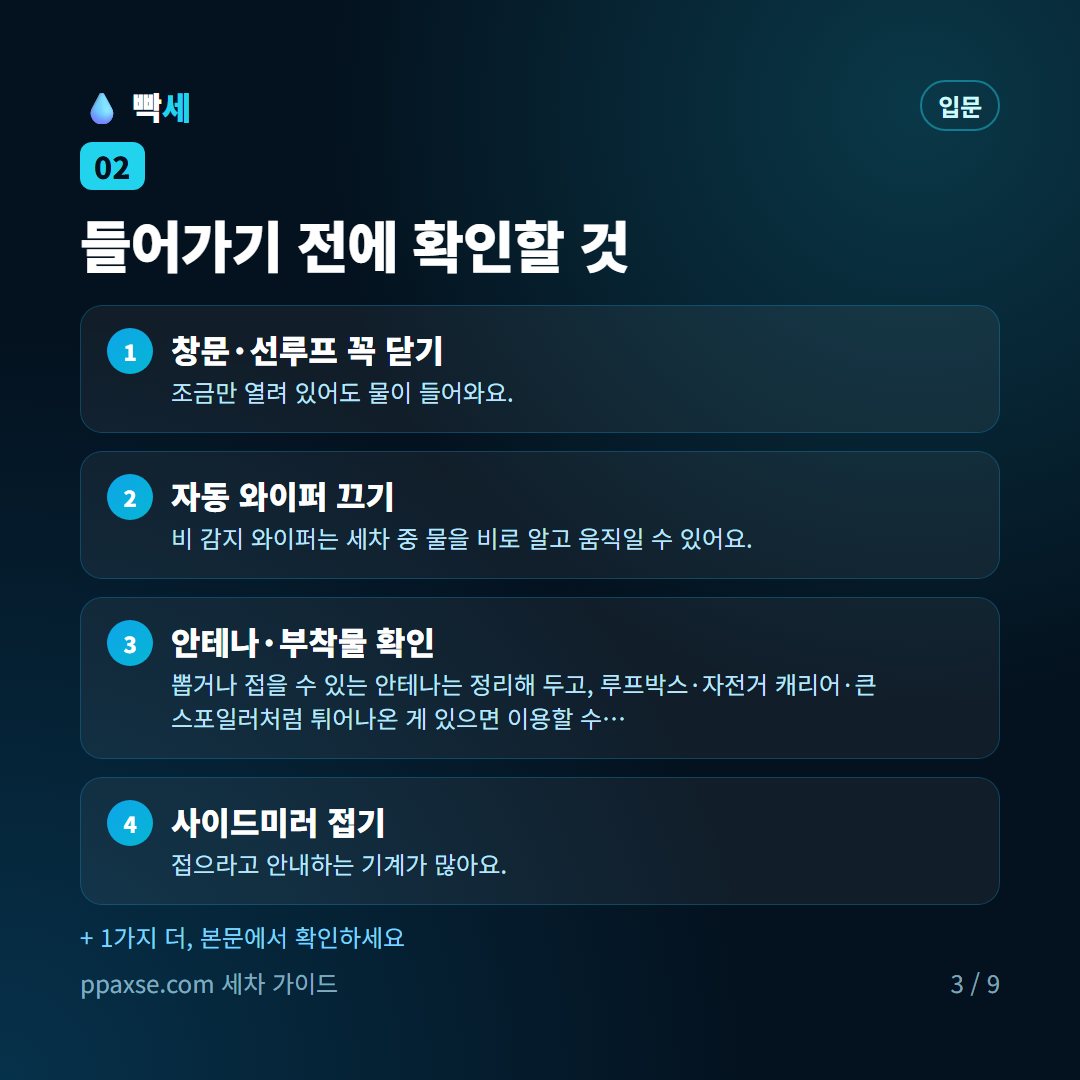 빡세
입문
02
들어가기 전에 확인할 것
1 창문·선루프 꼭 닫기
조금만 열려 있어도 물이 들어와요.
2 자동 와이퍼 끄기
비 감지 와이퍼는 세차 중 물을 비로 알고 움직일 수 있어요.
3 안테나·부착물 확인
뽑거나 접을 수 있는 안테나는 정리해 두고, 루프박스·자전거 캐리어·큰
스포일러처럼 튀어나온 게 있으면 이용할 수…
4 사이드미러 접기
접으라고 안내하는 기계가 많아요.
+ 1가지 더, 본문에서 확인하세요
ppaxse.com 세차 가이드
3 / 9